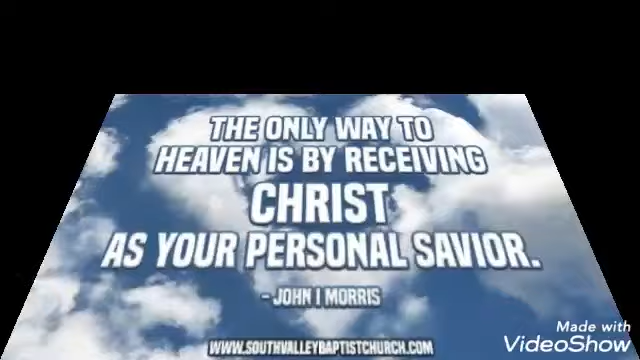 THE ONLY WAY TO
HEAVEN IS BY RECEIVING
CHRIST
AS YOUR PERSONAL SAVIOR.
- JOHN I MORRIS
WWW.SOUTHVALLEYBAPTISTCHURCH.COM
Made with
VideoShow